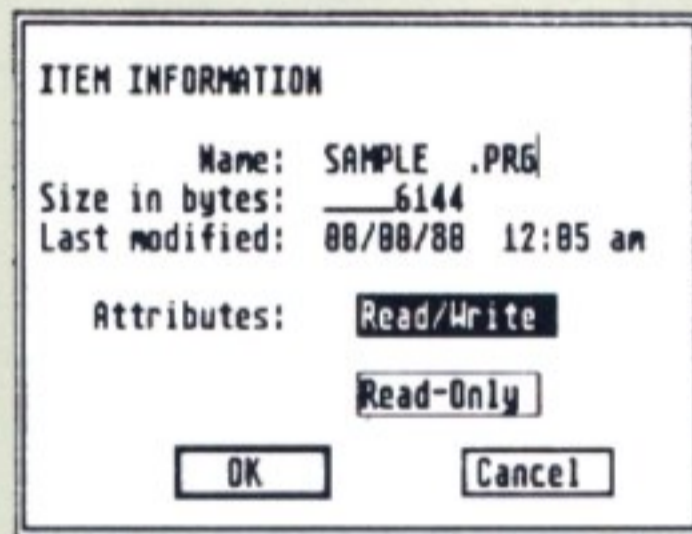 ITEM INFORMATION
Name: SAMPLE .PRG
Size in bytes: ____6144
Last modified: 00/00/80 12:05 am
Attributes: Read/Write
Read-Only
OK Cancel